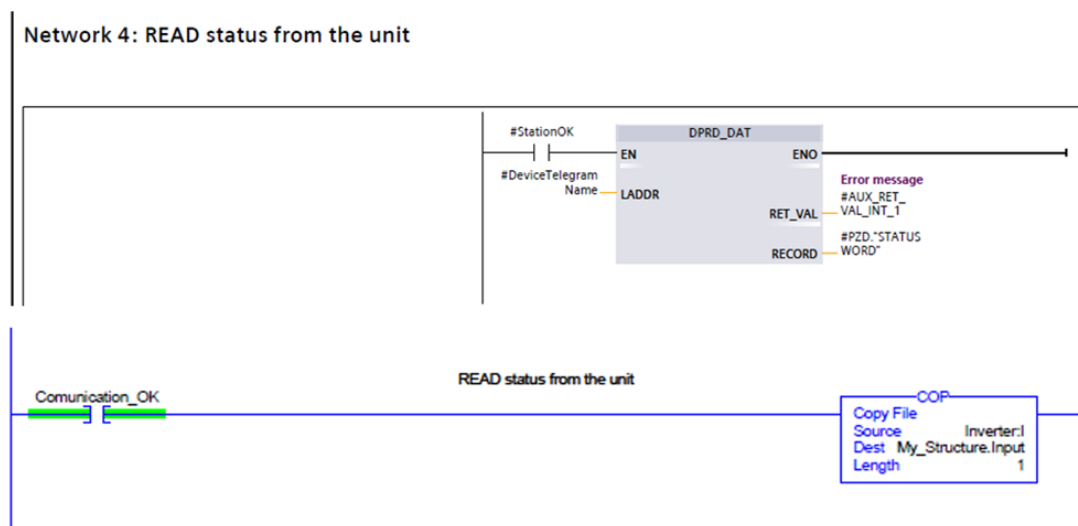 Network 4: READ status from the unit
#StationOK
DPRD_DAT
EN
ENO
#DeviceTelegram
Name
LADDR
Error message
#AUX_RET_
VAL_INT_1
RET_VAL
#PZD."STATUS
WORD"
RECORD
READ status from the unit
Comunication_OK
COP
Copy File
Source Inverter:I
Dest My_Structure.Input
Length 1